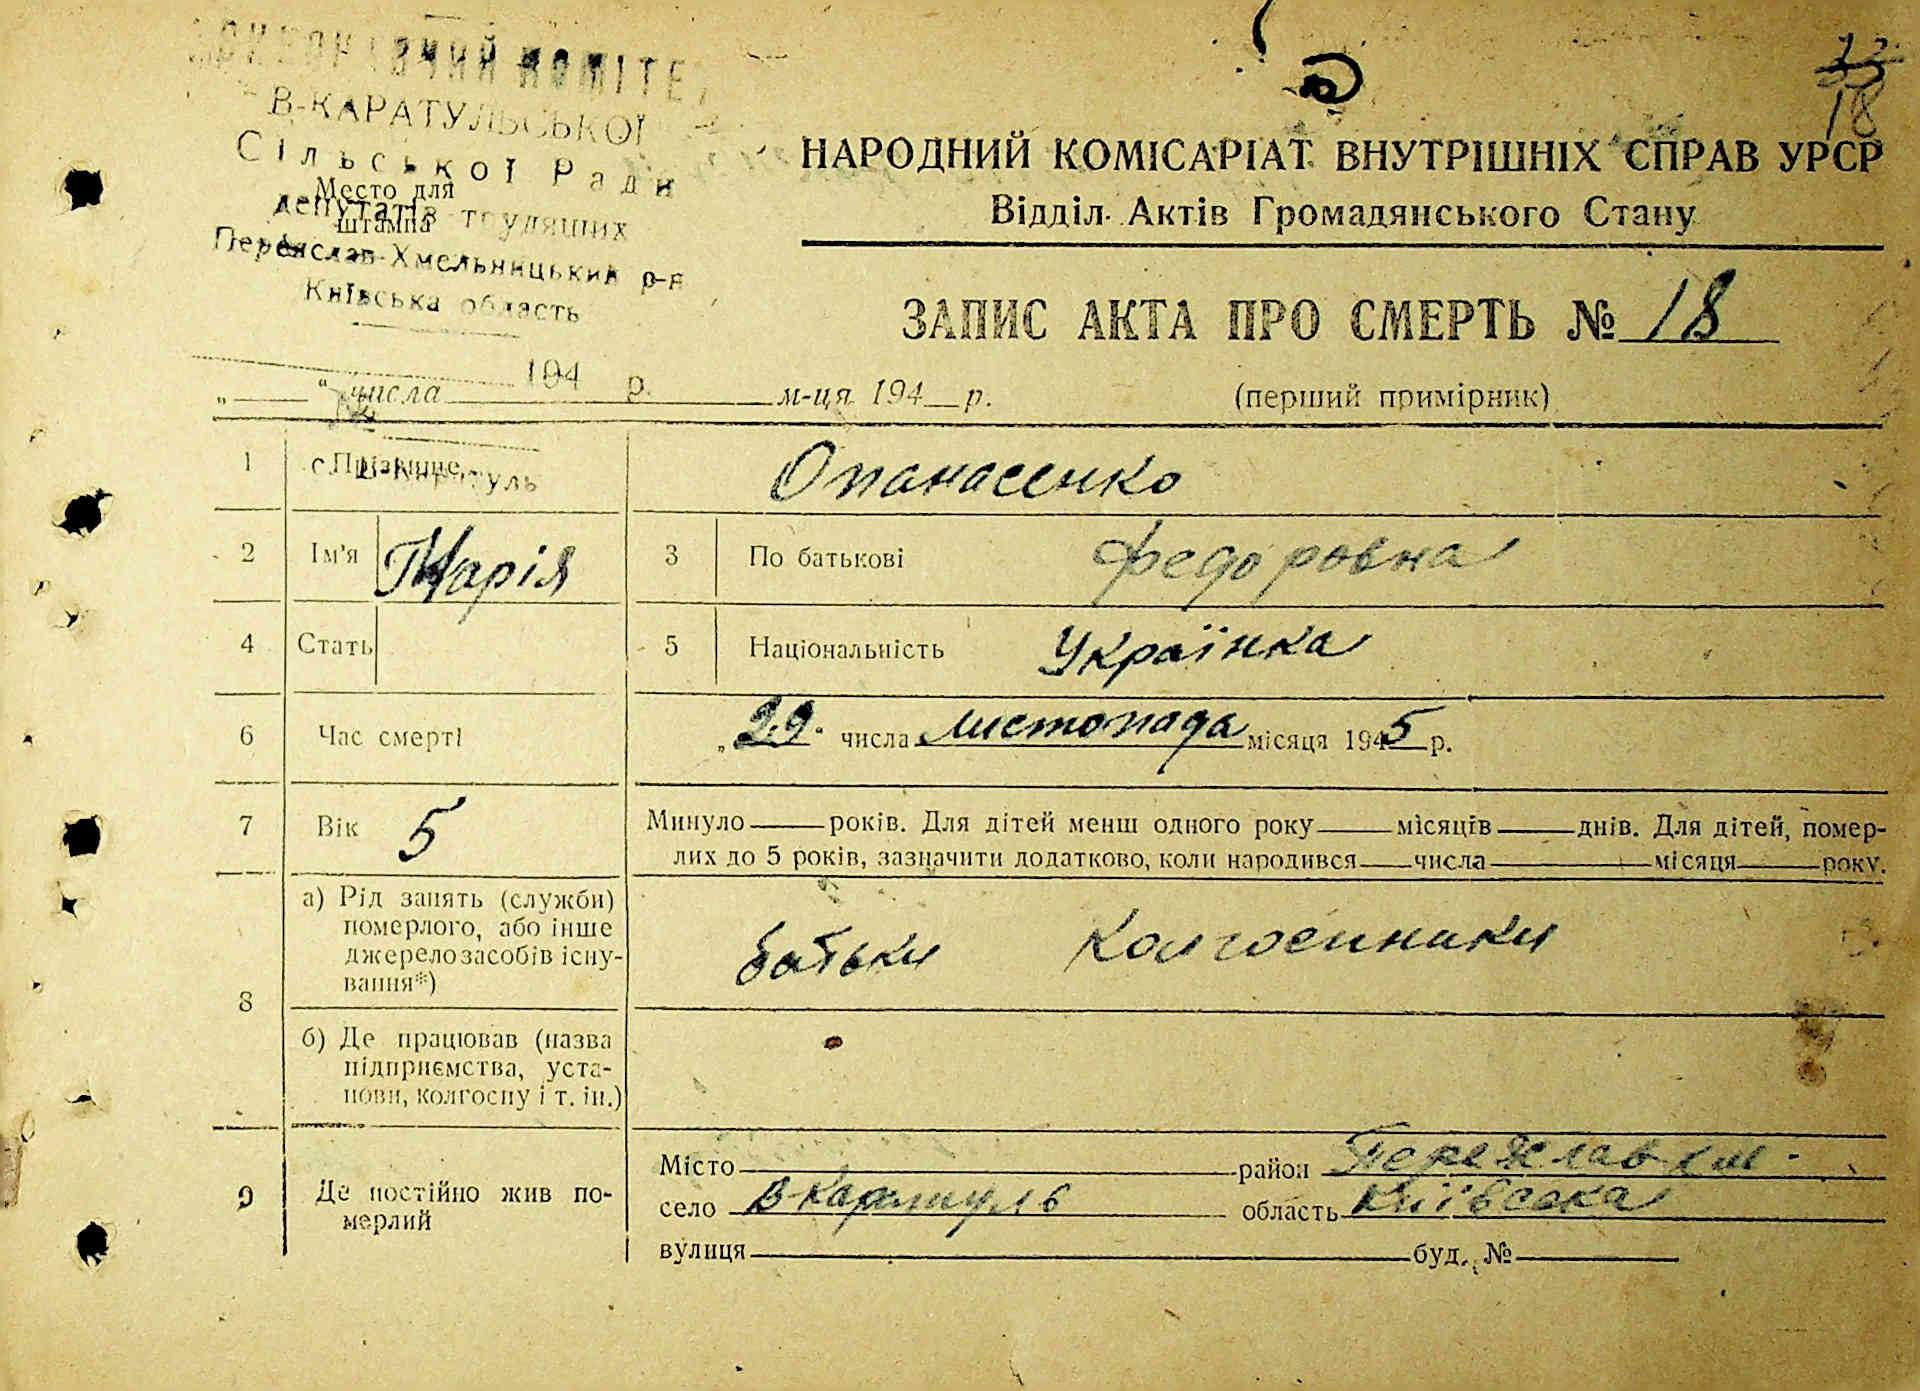 ВИКОНАВЧИЙ КОМІТЕТ
В-КАРАТУЛЬСЬКОЇ
Сільської Ради
депутатів трудящих
Переяслав-Хмельницький р-н
Київська область
194 р.
с. В-Каратуль
Место для
штампа
18
НАРОДНИЙ КОМІСАРІАТ ВНУТРІШНІХ СПРАВ УРСР
Відділ Актів Громадянського Стану
ЗАПИС АКТА ПРО СМЕРТЬ № 18
„ “ числа м-ця 194 р. (перший примірник)
1 Прізвище Опанасенко
2 Ім'я Марія 3 По батькові Федоровна
4 Стать 5 Національність Українка
6 Час смерті „29“ числа листопада місяця 1945 р.
7 Вік 5 Минуло років. Для дітей менш одного року місяців днів. Для дітей, помер-
лих до 5 років, зазначити додатково, коли народився числа місяця року.
8 а) Рід занять (служби)
померлого, або інше
джерело засобів існу-
вання*)
батьки колгоспники
б) Де працював (назва
підприємства, уста-
нови, колгоспу і т. ін.)
9 Де постійно жив по-
мерлий
Місто район Переяслав
село В-Каратуль область Київська
вулиця буд. №